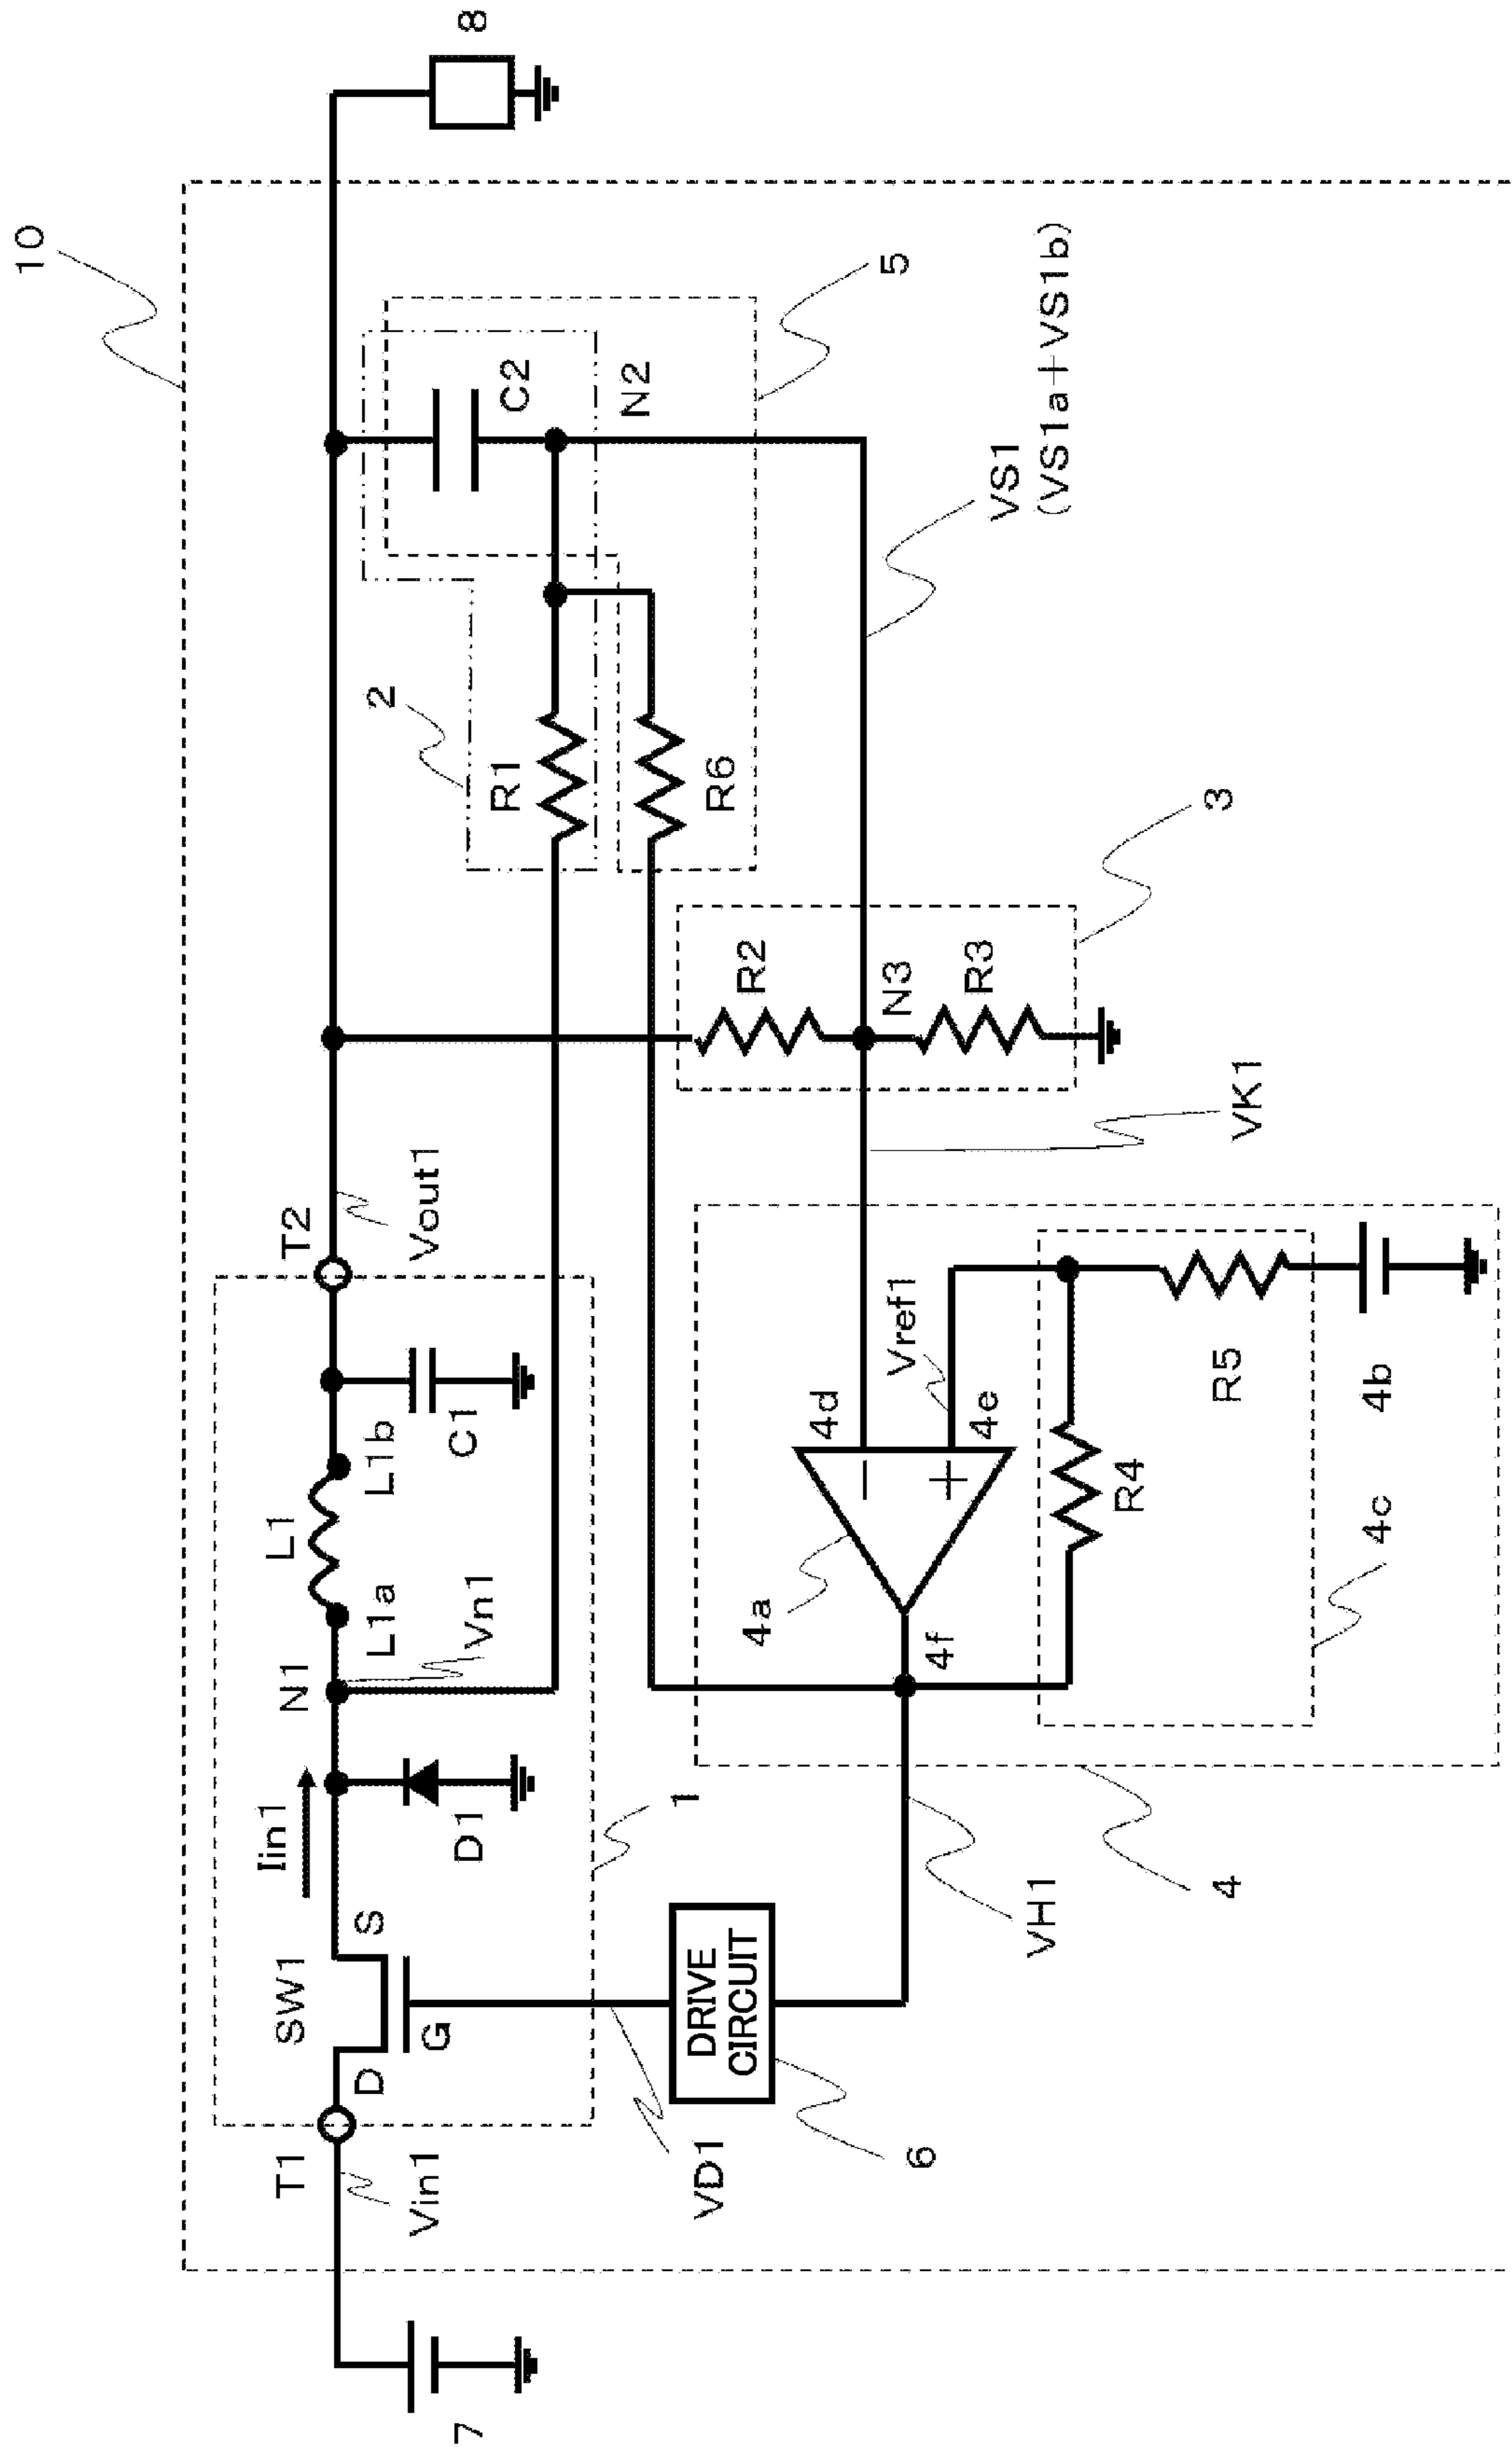 10
8
T1
Vin1
7
SW1
D
S
G
Iin1
D1
N1
L1a
L1
L1b
Vn1
C1
T2
Vout1
1
2
R1
C2
N2
5
R6
VS1
(VS1a+VS1b)
R2
N3
R3
3
VK1
DRIVE
CIRCUIT
VD1
6
VH1
4
4a
4f
4d
4e
Vref1
R4
R5
4b
4c